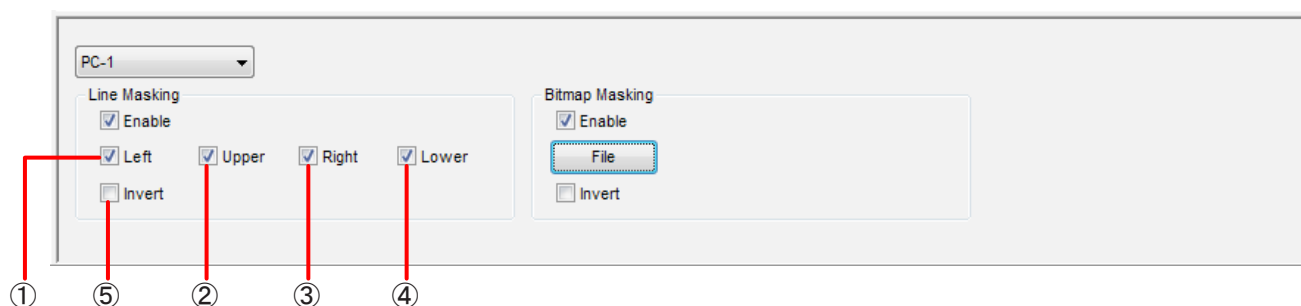 PC-1
Line Masking Bitmap Masking
Enable Enable
Left Upper Right Lower File
Invert Invert
① ⑤ ② ③ ④